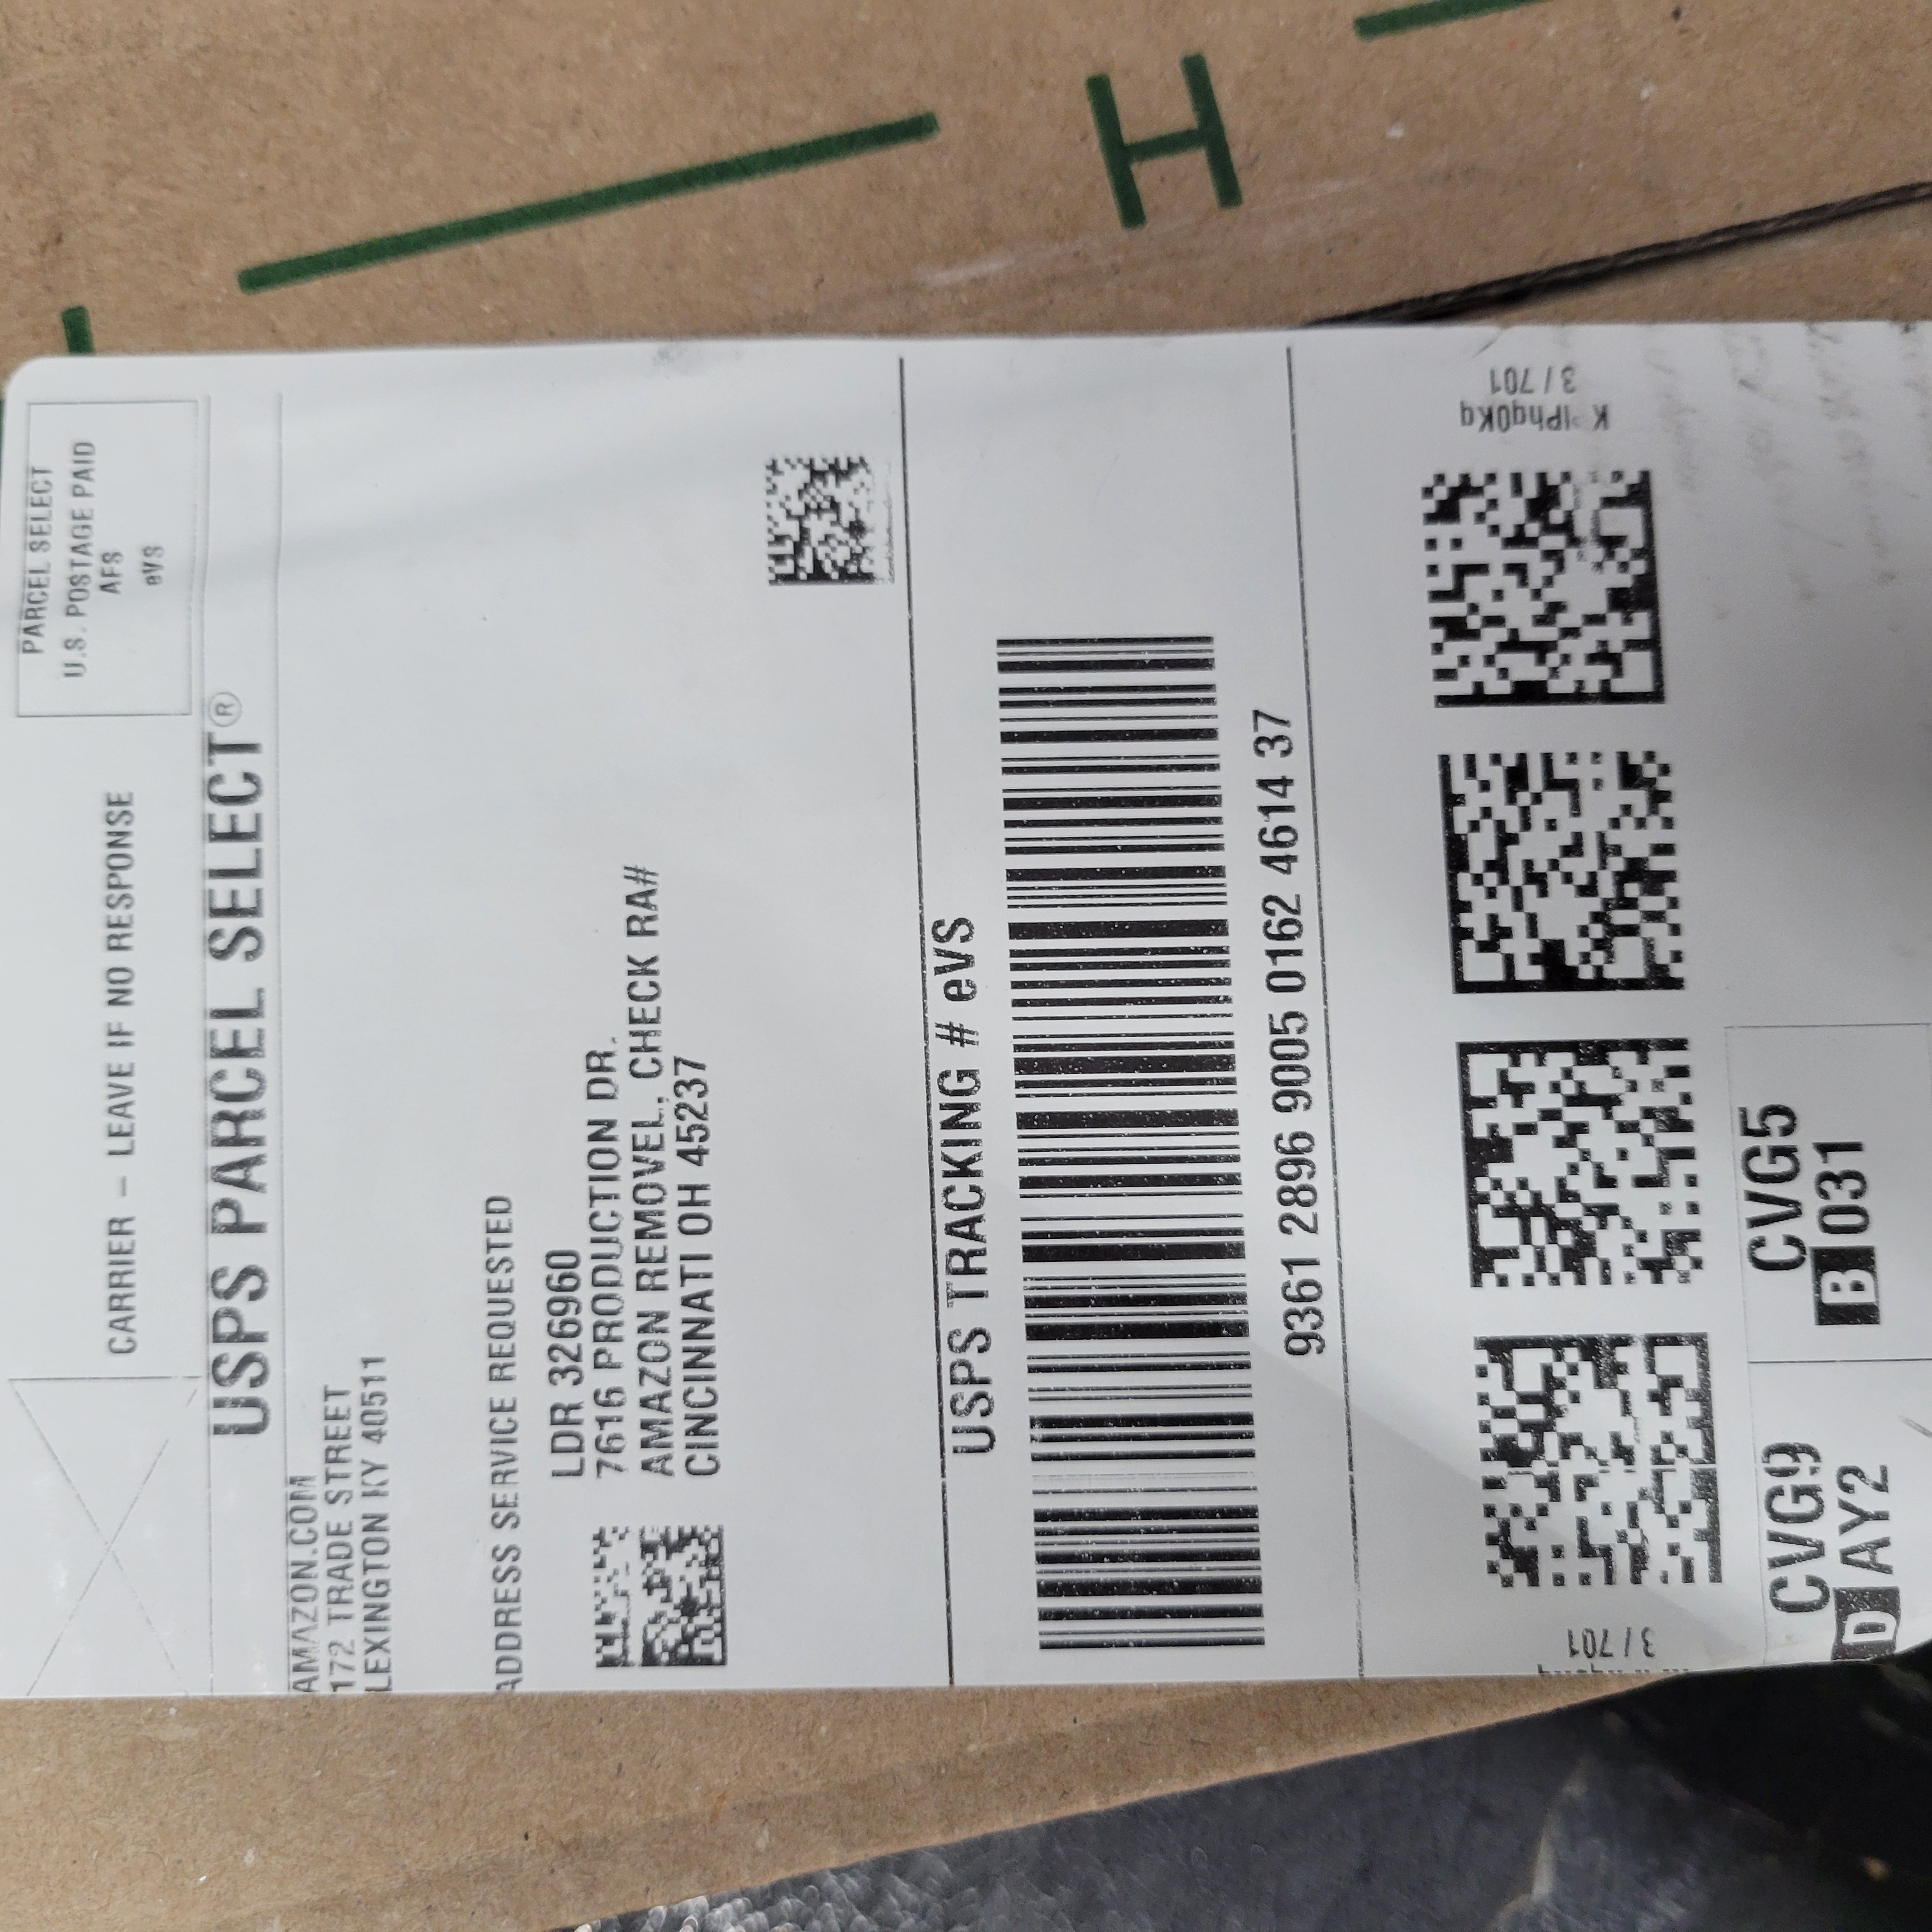 H
PARCEL SELECT
U.S. POSTAGE PAID
AFS
eVS
CARRIER – LEAVE IF NO RESPONSE
USPS PARCEL SELECT®
AMAZON.COM
172 TRADE STREET
LEXINGTON KY 40511
ADDRESS SERVICE REQUESTED
LDR 326960
7616 PRODUCTION DR.
AMAZON REMOVEL, CHECK RA#
CINCINNATI OH 45237
USPS TRACKING # eVS
9361 2896 9005 0162 4614 37
3/701
3/701
CVG9
D AY2
CVG5
B 031